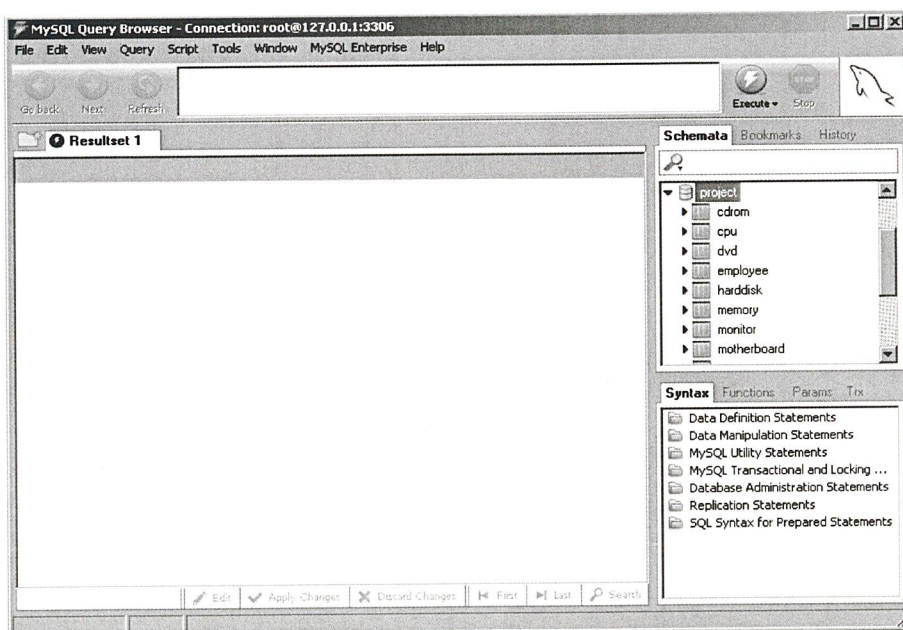 MySQL Query Browser - Connection: root@127.0.0.1:3306
File Edit View Query Script Tools Window MySQL Enterprise Help
Go back Next Refresh Execute Stop
Resultset 1
Schemata Bookmarks History
project
cdrom
cpu
dvd
employee
harddisk
memory
monitor
motherboard
Syntax Functions Params Trx
Data Definition Statements
Data Manipulation Statements
MySQL Utility Statements
MySQL Transactional and Locking ...
Database Administration Statements
Replication Statements
SQL Syntax for Prepared Statements
Edit Apply Changes Discard Changes First Last Search